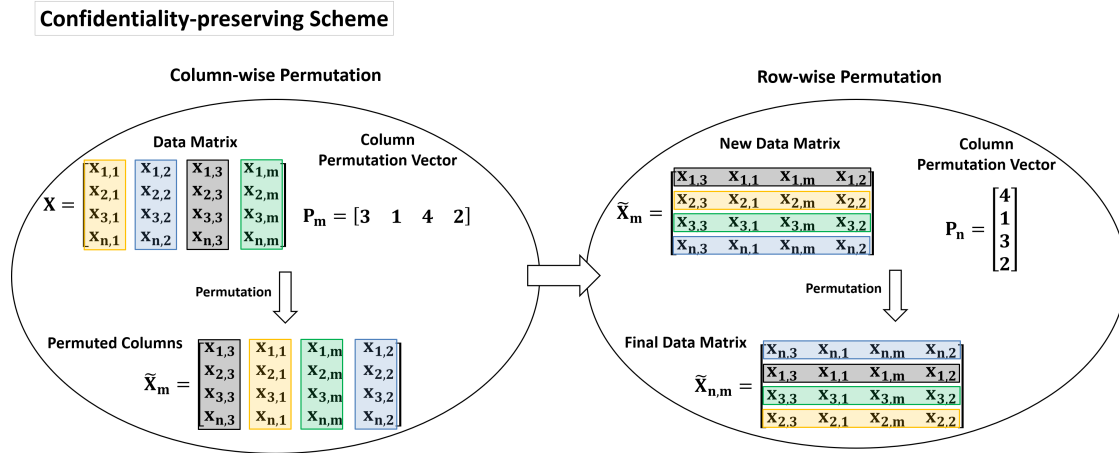 Confidentiality-preserving Scheme
Column-wise Permutation
Data Matrix
Column
Permutation Vector
X =
x1,1 x1,2 x1,3 x1,m
x2,1 x2,2 x2,3 x2,m
x3,1 x3,2 x3,3 x3,m
xn,1 xn,2 xn,3 xn,m
Pm = [3 1 4 2]
Permutation
Permuted Columns
X̃m =
x1,3 x1,1 x1,m x1,2
x2,3 x2,1 x2,m x2,2
x3,3 x3,1 x3,m x3,2
xn,3 xn,1 xn,m xn,2
Row-wise Permutation
New Data Matrix
Column
Permutation Vector
X̃m =
x1,3 x1,1 x1,m x1,2
x2,3 x2,1 x2,m x2,2
x3,3 x3,1 x3,m x3,2
xn,3 xn,1 xn,m xn,2
Pn =
4
1
3
2
Permutation
Final Data Matrix
X̃n,m =
xn,3 xn,1 xn,m xn,2
x1,3 x1,1 x1,m x1,2
x3,3 x3,1 x3,m x3,2
x2,3 x2,1 x2,m x2,2